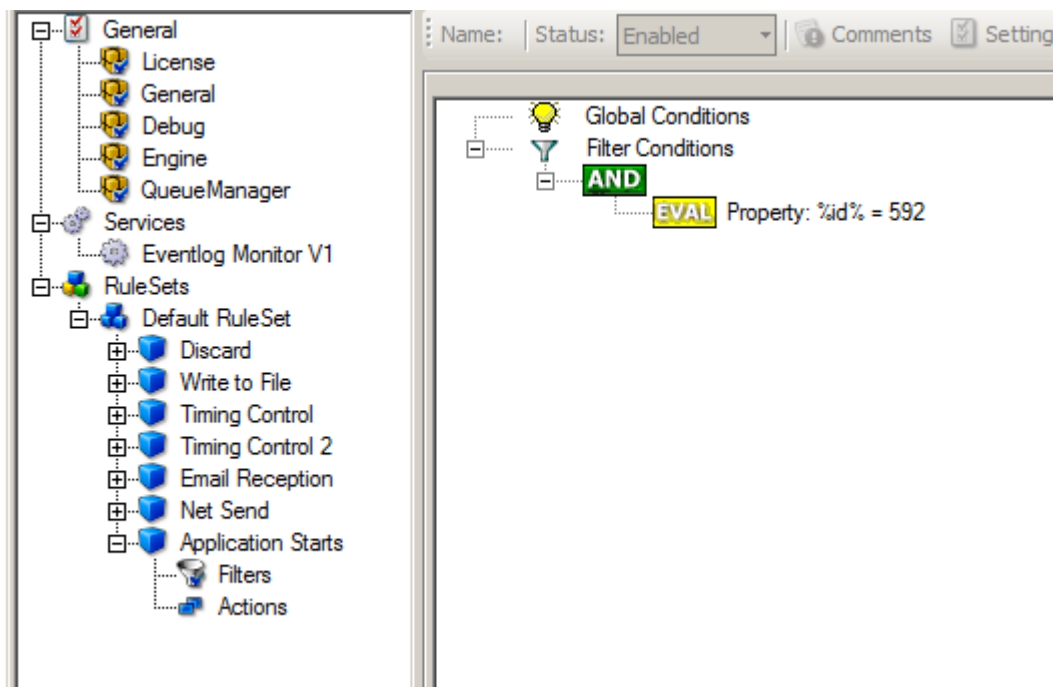 General
License
General
Debug
Engine
QueueManager
Services
Eventlog Monitor V1
RuleSets
Default RuleSet
Discard
Write to File
Timing Control
Timing Control 2
Email Reception
Net Send
Application Starts
Filters
Actions
Name: Status: Enabled Comments Setting
Global Conditions
Filter Conditions
AND
EVAL Property: %id% = 592